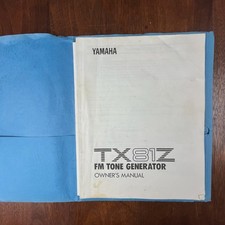 YAMAHA
TX81Z
FM TONE GENERATOR
OWNER'S MANUAL